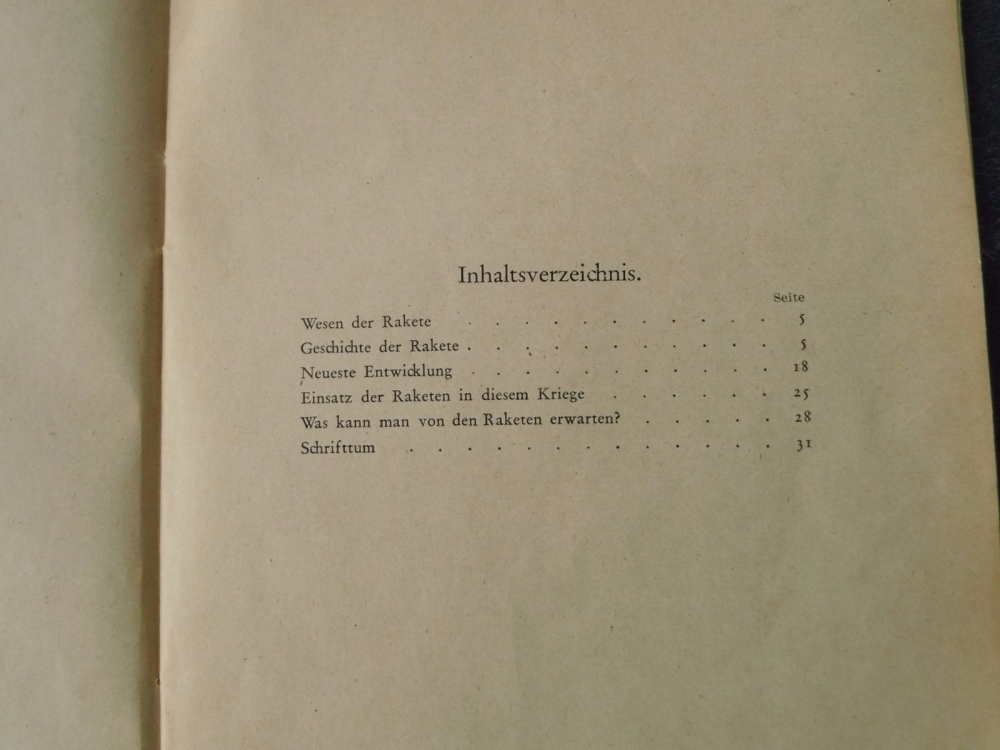 Inhaltsverzeichnis.
Seite
Wesen der Rakete . . . . . . . . . . . 5
Geschichte der Rakete . . . . . . . . . . . 5
Neueste Entwicklung . . . . . . . . . . . 18
Einsatz der Raketen in diesem Kriege . . . . . . 25
Was kann man von den Raketen erwarten? . . . . . 28
Schrifttum . . . . . . . . . . . . . 31